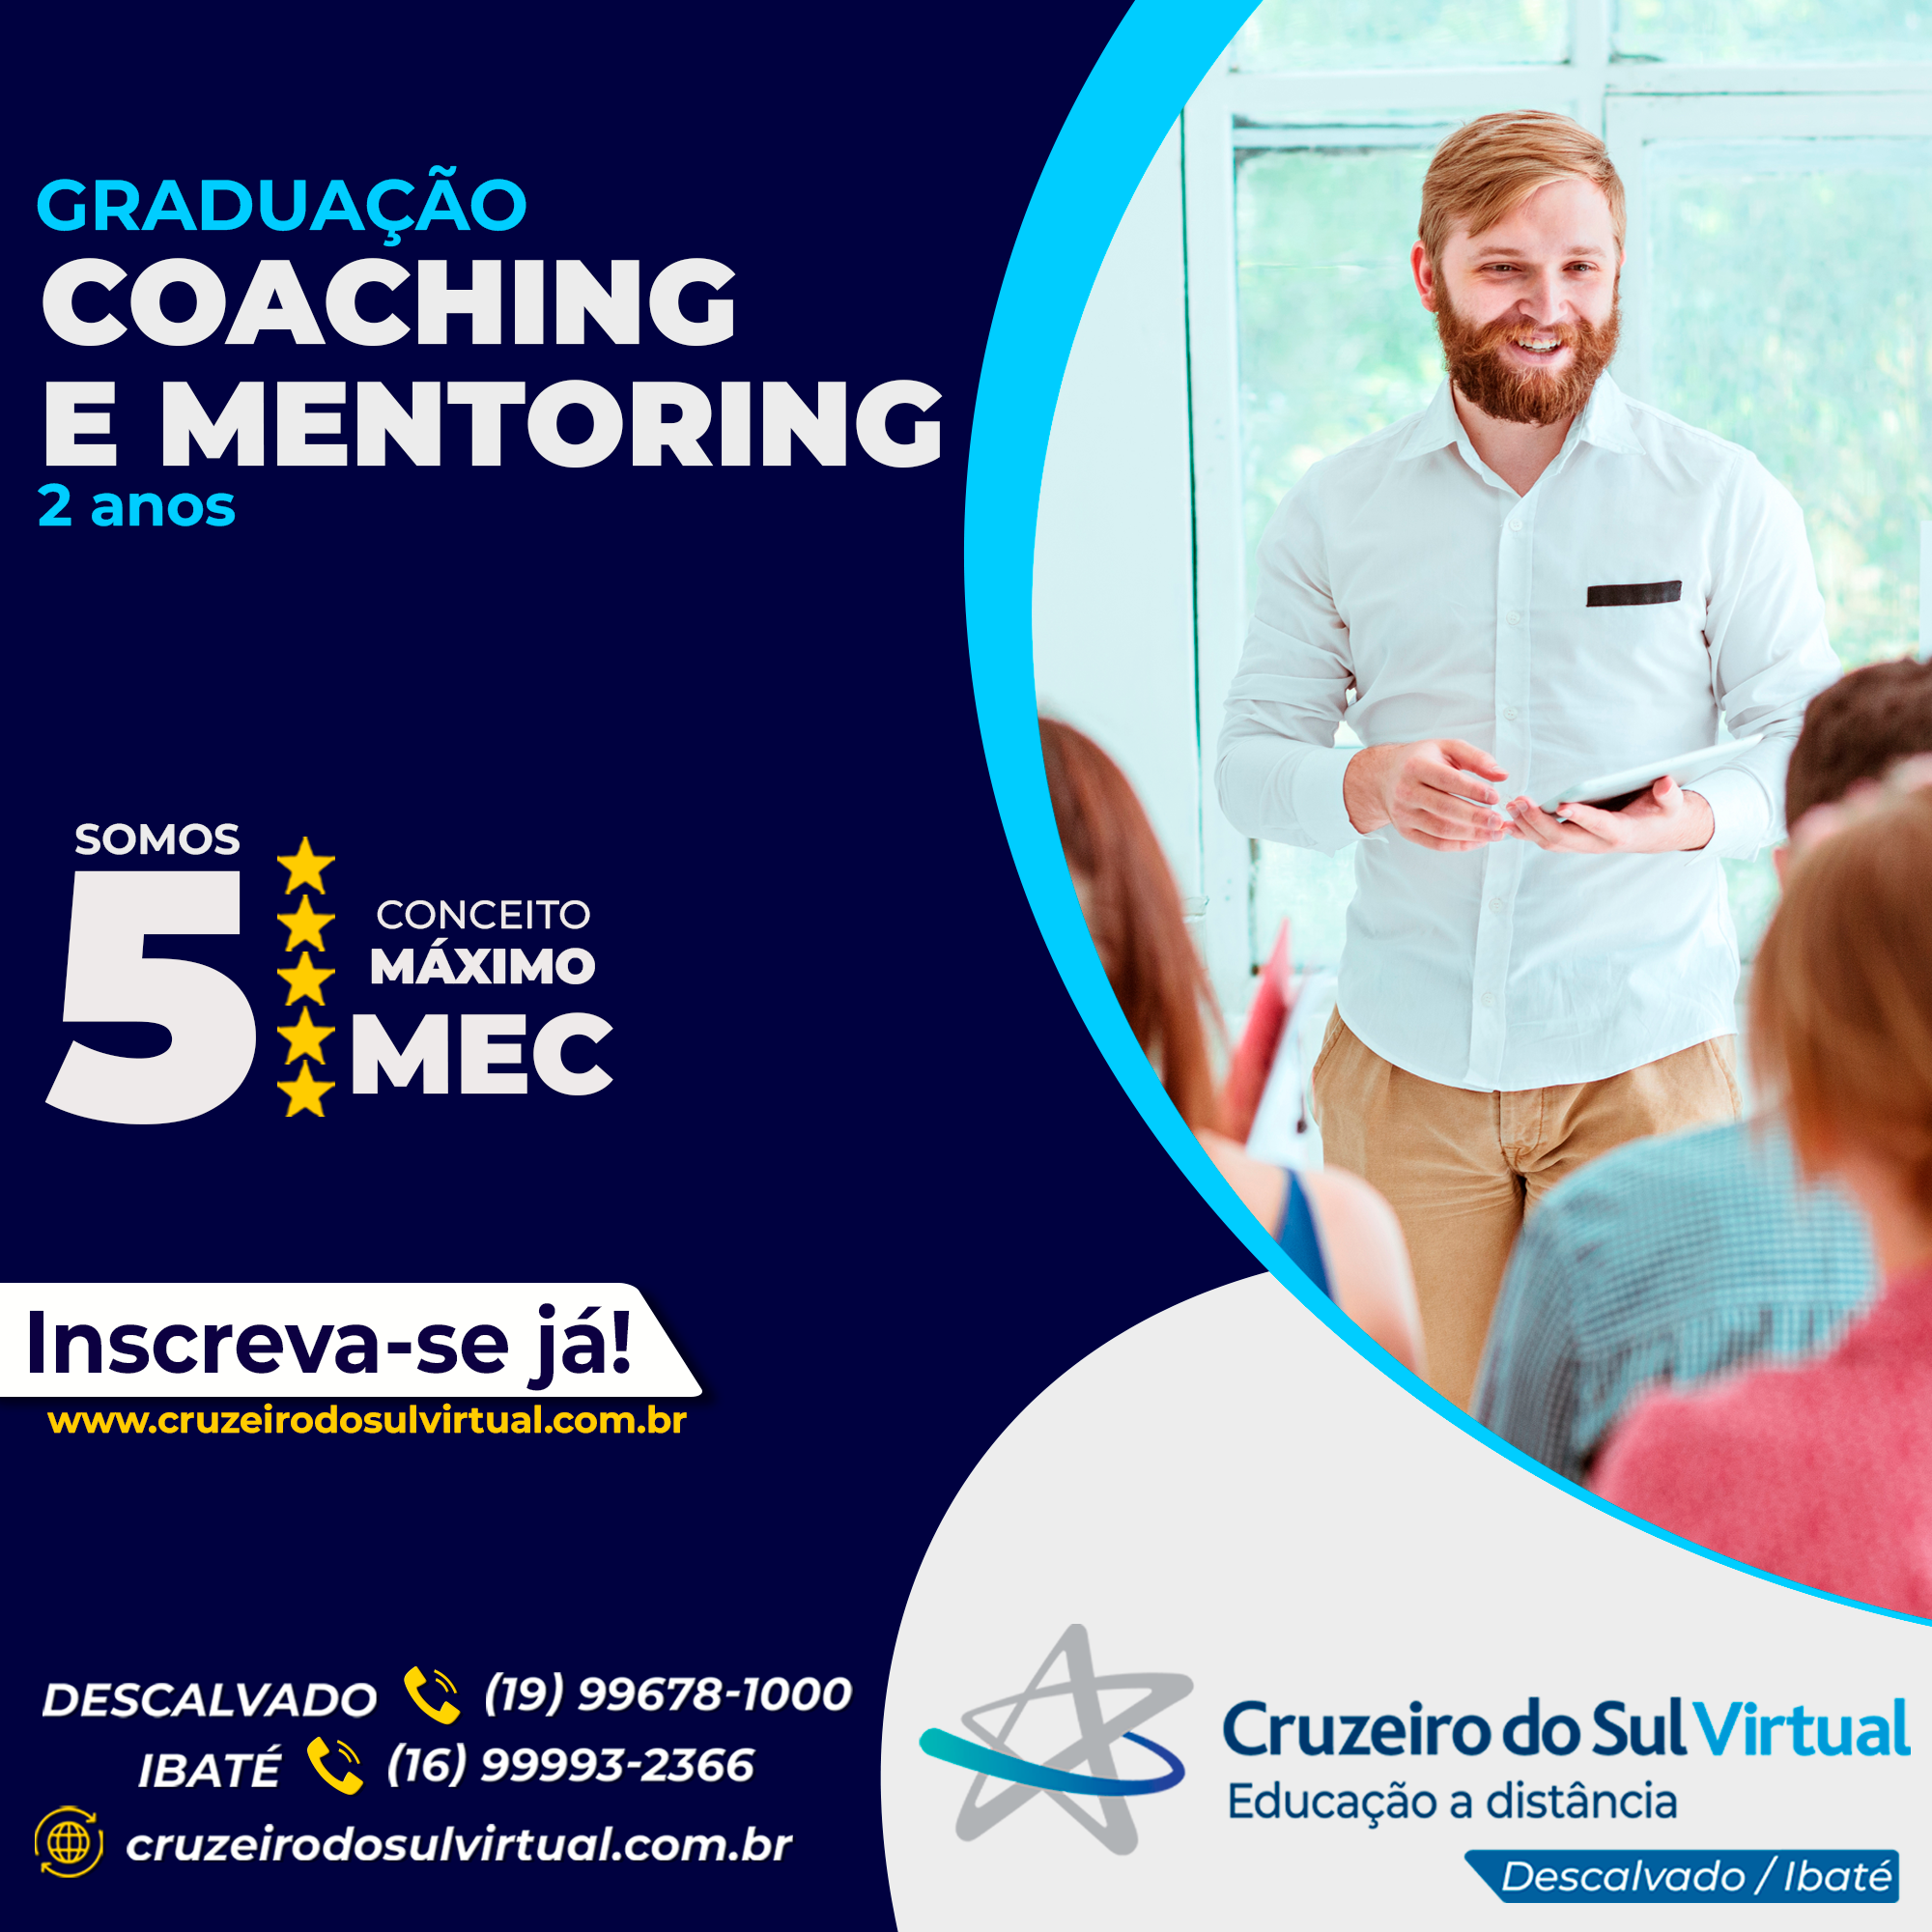 GRADUAÇÃO
COACHING
E MENTORING
2 anos
SOMOS
5
CONCEITO
MÁXIMO
MEC
Inscreva-se já!
www.cruzeirodosulvirtual.com.br
DESCALVADO (19) 99678-1000
IBATÉ (16) 99993-2366
cruzeirodosulvirtual.com.br
Cruzeiro do Sul Virtual
Educação a distância
Descalvado / Ibaté